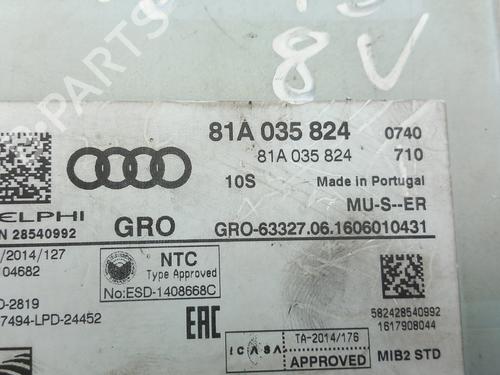 8V
81A 035 824 0740
81A 035 824 710
10S Made in Portugal
MU-S--ER
ELPHI
N 28540992
GRO GRO-63327.06.1606010431
/2014/127
04682
NTC
Type Approved
No:ESD-1408668C
-2819
7494-LPD-24452
EAC
582428540992
1617908044
ICASA
TA-2014/176
APPROVED
MIB2 STD